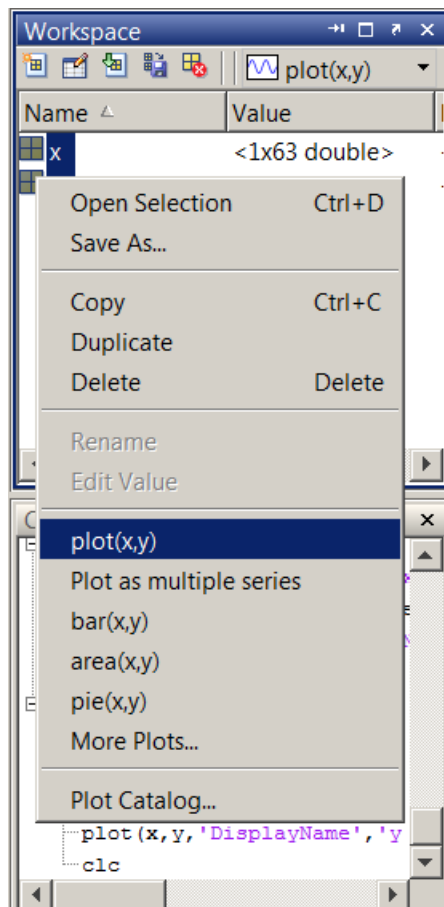 Workspace
plot(x,y)
Name Value
x <1x63 double>
Open Selection Ctrl+D
Save As...
Copy Ctrl+C
Duplicate
Delete Delete
Rename
Edit Value
plot(x,y)
Plot as multiple series
bar(x,y)
area(x,y)
pie(x,y)
More Plots...
Plot Catalog...
plot(x,y,'DisplayName','y
clc